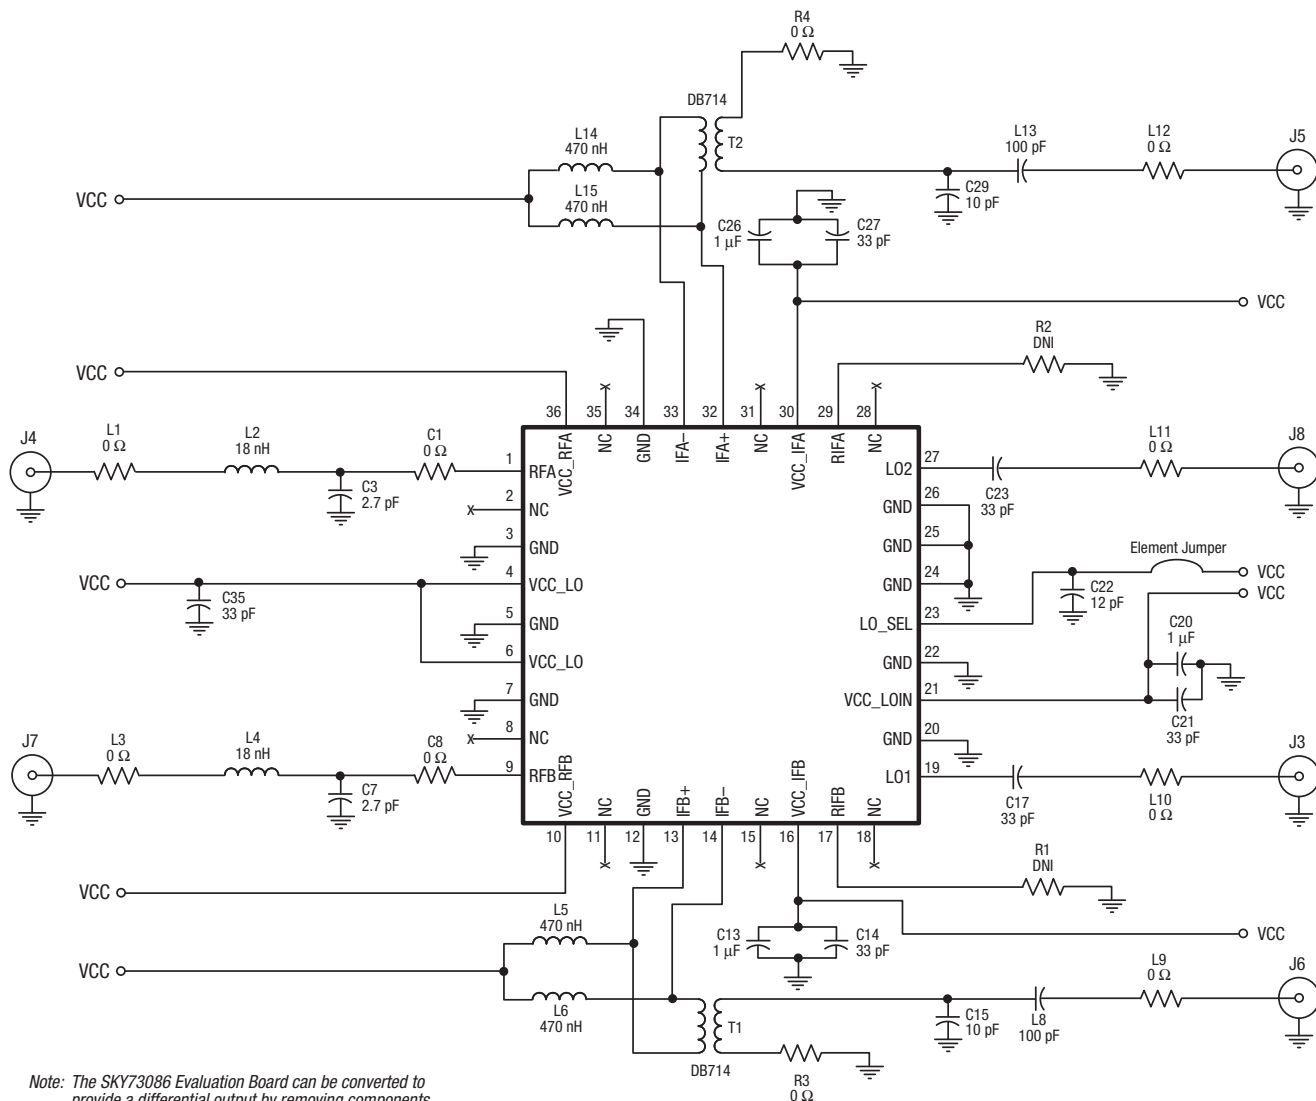 R4
0 Ω
DB714
T2
L14
470 nH
L15
470 nH
VCC
L13
100 pF
L12
0 Ω
J5
C29
10 pF
C26
1 µF
C27
33 pF
VCC
R2
DNI
VCC
36
35
34
33
32
31
30
29
28
VCC_RFA
NC
GND
IFA–
IFA+
NC
VCC_IFA
RIFA
NC
J4
L1
0 Ω
L2
18 nH
C1
0 Ω
C3
2.7 pF
1
RFA
2
NC
3
GND
VCC
C35
33 pF
4
VCC_LO
5
GND
6
VCC_LO
7
GND
8
NC
J7
L3
0 Ω
L4
18 nH
C8
0 Ω
C7
2.7 pF
9
RFB
LO2
27
C23
33 pF
L11
0 Ω
J8
GND
26
GND
25
GND
24
LO_SEL
23
Element Jumper
VCC
VCC
C22
12 pF
C20
1 µF
GND
22
VCC_LOIN
21
C21
33 pF
GND
20
LO1
19
C17
33 pF
L10
0 Ω
J3
VCC_RFB
NC
GND
IFB+
IFB–
NC
VCC_IFB
RIFB
NC
10
11
12
13
14
15
16
17
18
R1
DNI
VCC
L5
470 nH
VCC
L6
470 nH
C13
1 µF
C14
33 pF
VCC
T1
DB714
C15
10 pF
L8
100 pF
L9
0 Ω
J6
R3
0 Ω
Note: The SKY73086 Evaluation Board can be converted to
provide a differential output by removing components